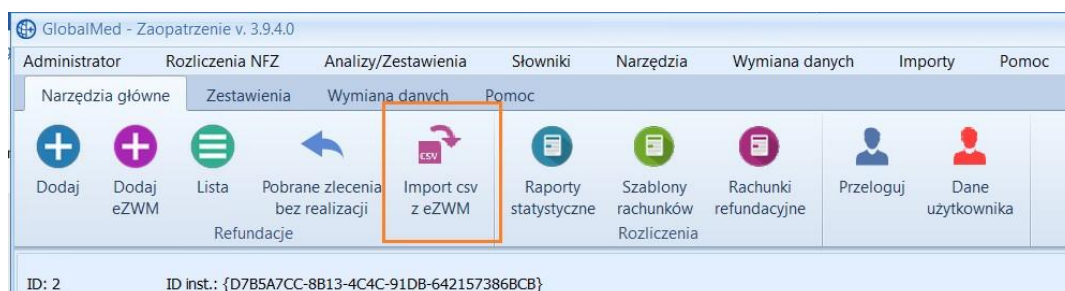 GlobalMed - Zaopatrzenie v. 3.9.4.0
Administrator Rozliczenia NFZ Analizy/Zestawienia Słowniki Narzędzia Wymiana danych Importy Pomoc
Narzędzia główne Zestawienia Wymiana danych Pomoc
CSV
Dodaj Dodaj Lista Pobrane zlecenia Import csv Raporty Szablony Rachunki Przeloguj Dane
eZWM bez realizacji z eZWM statystyczne rachunków refundacyjne użytkownika
Refundacje Rozliczenia
ID: 2 ID inst.: {D7B5A7CC-8B13-4C4C-91DB-642157386BCB}